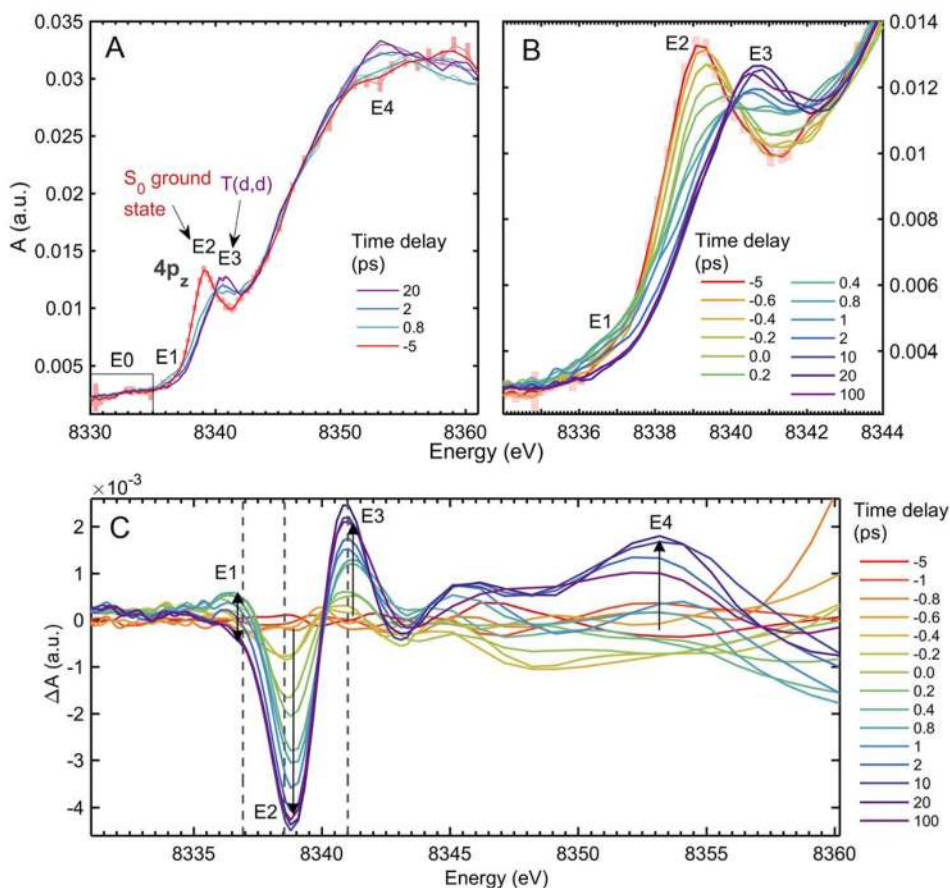 A
B
E2
E3
E4
S₀ ground
state
T(d,d)
E2
E3
4p_z
E1
E0
Time delay
(ps)
20
2
0.8
-5
A (a.u.)
0.035
0.03
0.025
0.02
0.015
0.01
0.005
8330
8340
8350
8360
Energy (eV)
E1
Time delay
(ps)
-5
-0.6
-0.4
-0.2
0.0
0.2
0.4
0.8
1
2
10
20
100
0.014
0.012
0.010
0.008
0.006
0.004
8336
8338
8340
8342
8344
Energy (eV)
×10⁻³
C
E1
E2
E3
E4
ΔA (a.u.)
2
1
0
-1
-2
-3
-4
8335
8340
8345
8350
8355
8360
Energy (eV)
Time delay
(ps)
-5
-1
-0.8
-0.6
-0.4
-0.2
0.0
0.2
0.4
0.8
1
2
10
20
100